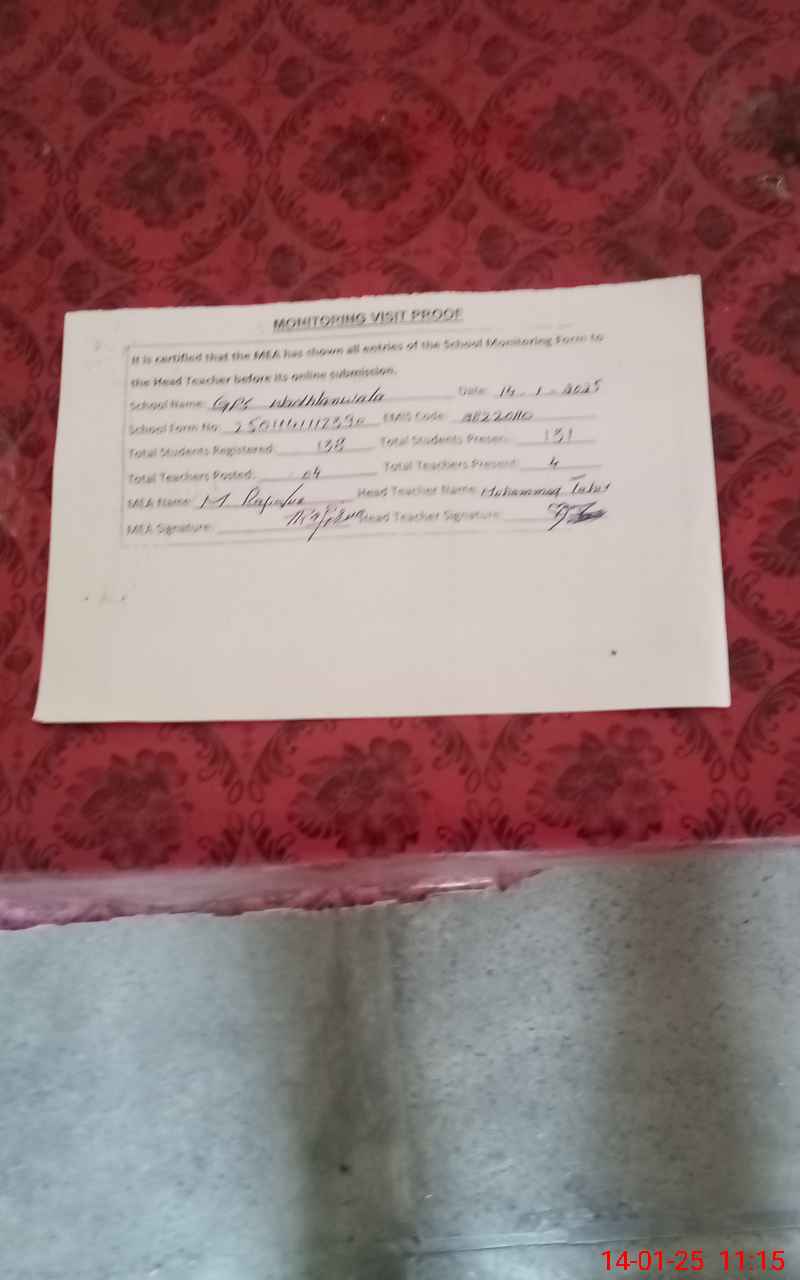 MONITORING VISIT PROOF
It is certified that the MEA has shown all entries of the School Monitoring Form to
the Head Teacher before its online submission.
School Name: GPS Date: 14-1-2025
School Form No: EMIS Code:
Total Students Registered: 138 Total Students Present: 131
Total Teachers Posted: 04 Total Teachers Present: 4
MEA Name: M Head Teacher Name: Mohammad
MEA Signature: Head Teacher Signature:
14-01-25 11:15